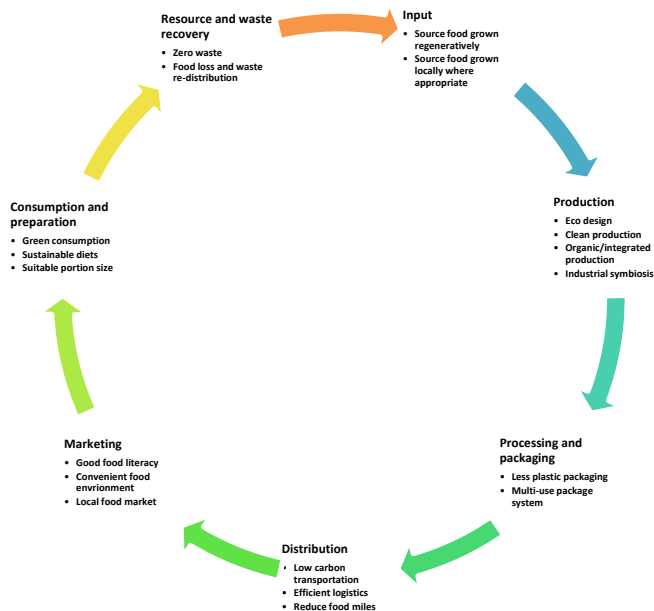 Resource and waste
recovery
• Zero waste
• Food loss and waste
re-distribution
Input
• Source food grown
regeneratively
• Source food grown
locally where
appropriate
Production
• Eco design
• Clean production
• Organic/integrated
production
• Industrial symbiosis
Processing and
packaging
• Less plastic packaging
• Multi-use package
system
Distribution
• Low carbon
transportation
• Efficient logistics
• Reduce food miles
Marketing
• Good food literacy
• Convenient food
envrionment
• Local food market
Consumption and
preparation
• Green consumption
• Sustainable diets
• Suitable portion size